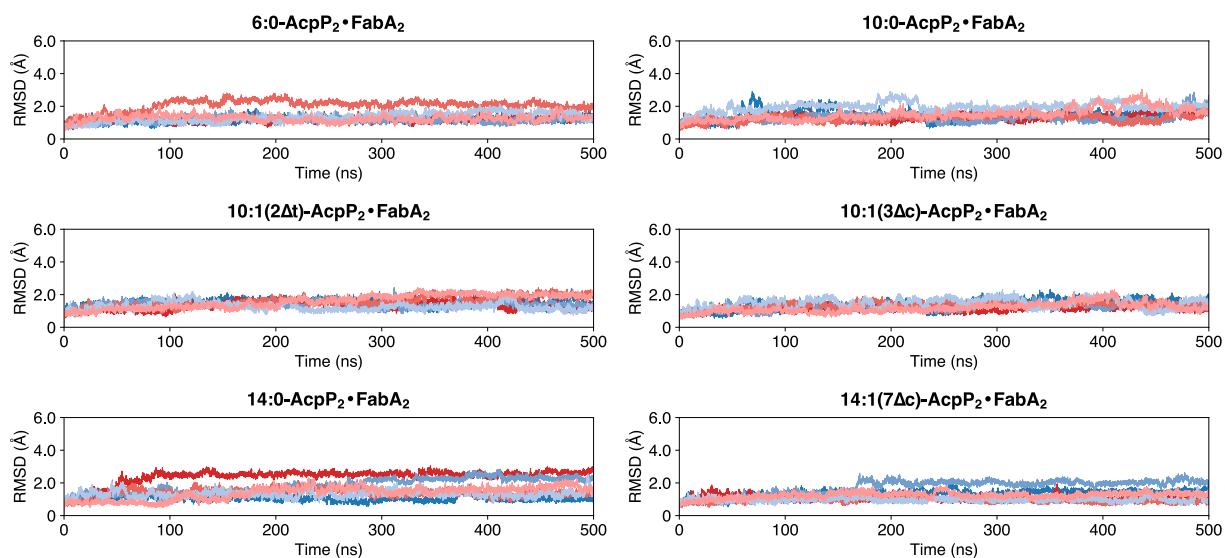 6:0-AcpP₂•FabA₂
6.0
4.0
2.0
0
RMSD (Å)
0 100 200 300 400 500
Time (ns)
10:0-AcpP₂•FabA₂
6.0
4.0
2.0
0
RMSD (Å)
0 100 200 300 400 500
Time (ns)
10:1(2Δt)-AcpP₂•FabA₂
6.0
4.0
2.0
0
RMSD (Å)
0 100 200 300 400 500
Time (ns)
10:1(3Δc)-AcpP₂•FabA₂
6.0
4.0
2.0
0
RMSD (Å)
0 100 200 300 400 500
Time (ns)
14:0-AcpP₂•FabA₂
6.0
4.0
2.0
0
RMSD (Å)
0 100 200 300 400 500
Time (ns)
14:1(7Δc)-AcpP₂•FabA₂
6.0
4.0
2.0
0
RMSD (Å)
0 100 200 300 400 500
Time (ns)